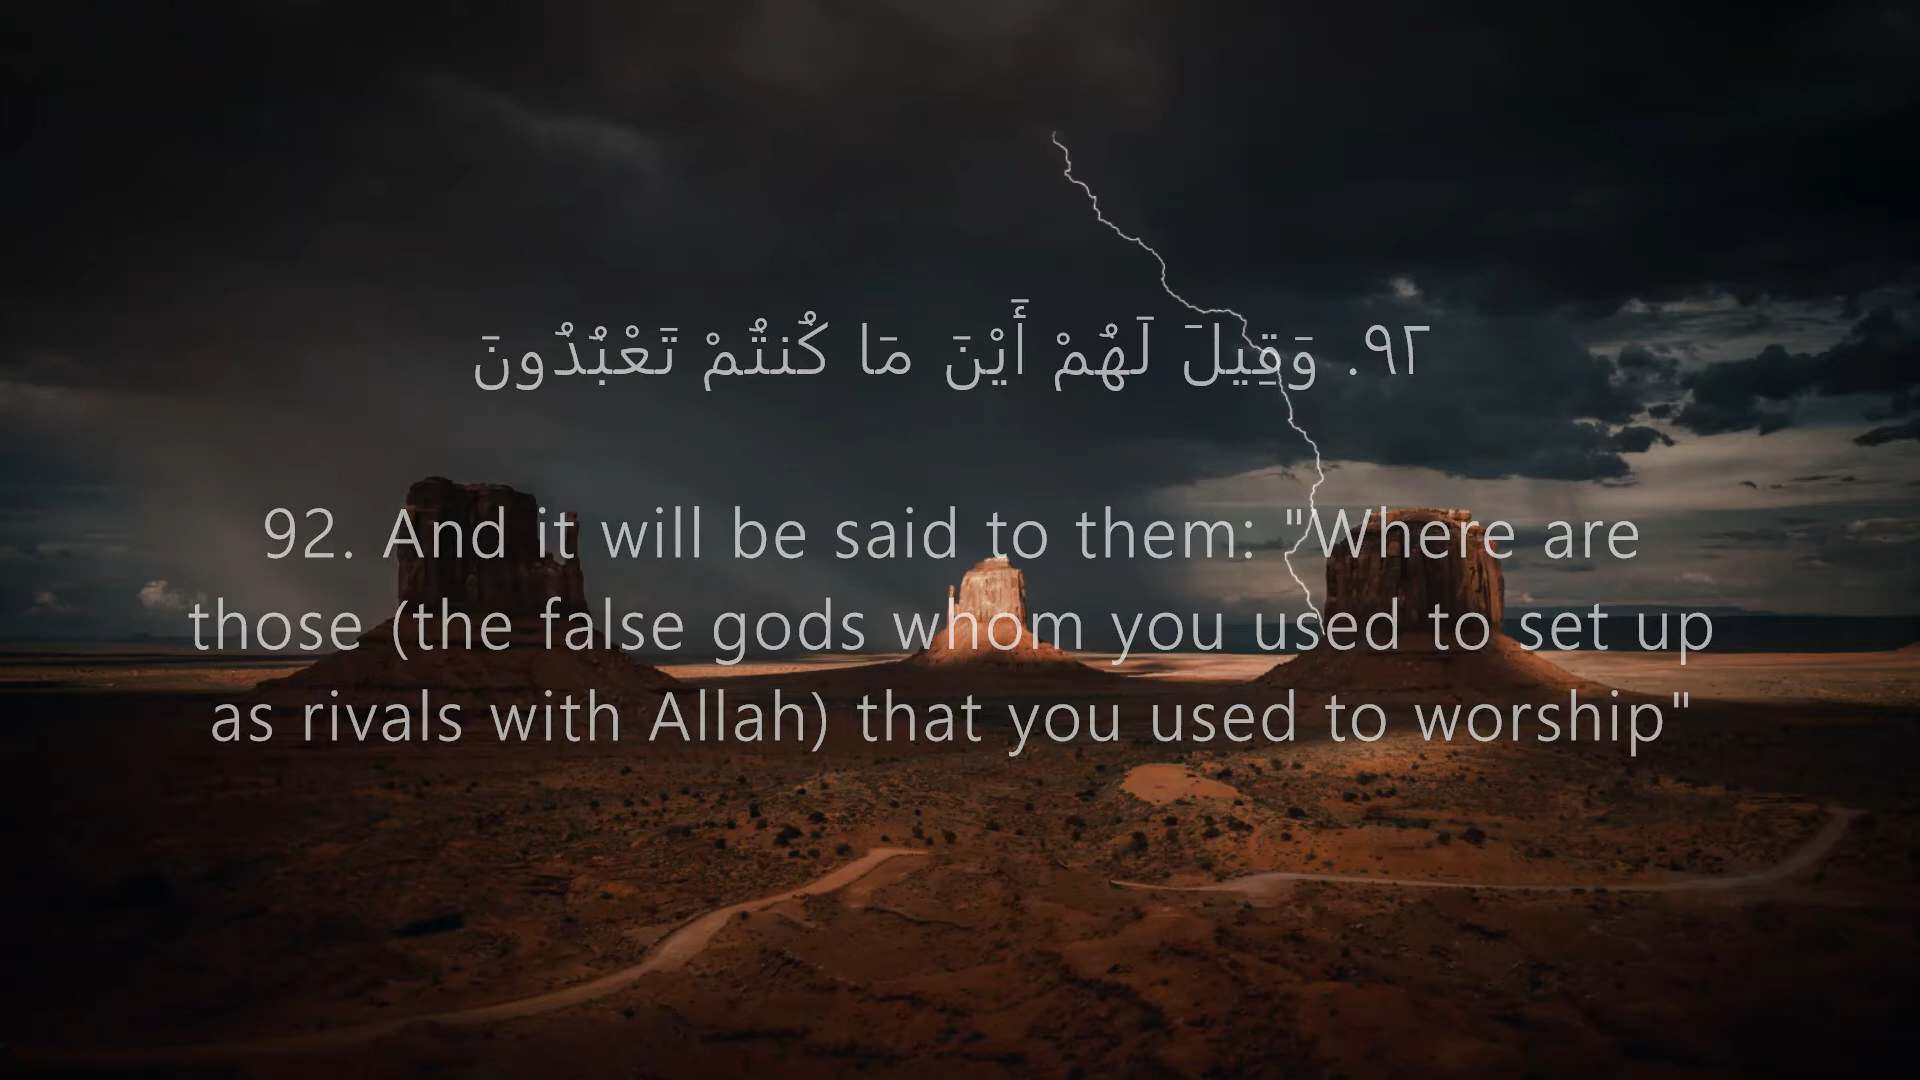 ٩٢. وَقِيلَ لَهُمْ أَيْنَ مَا كُنتُمْ تَعْبُدُونَ
92. And it will be said to them: "Where are
those (the false gods whom you used to set up
as rivals with Allah) that you used to worship"